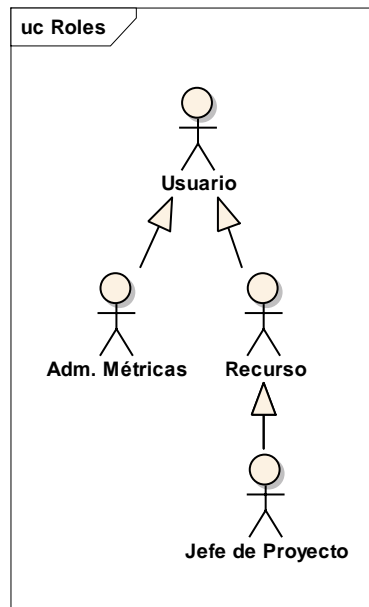 uc Roles
Usuario
Adm. Métricas
Recurso
Jefe de Proyecto